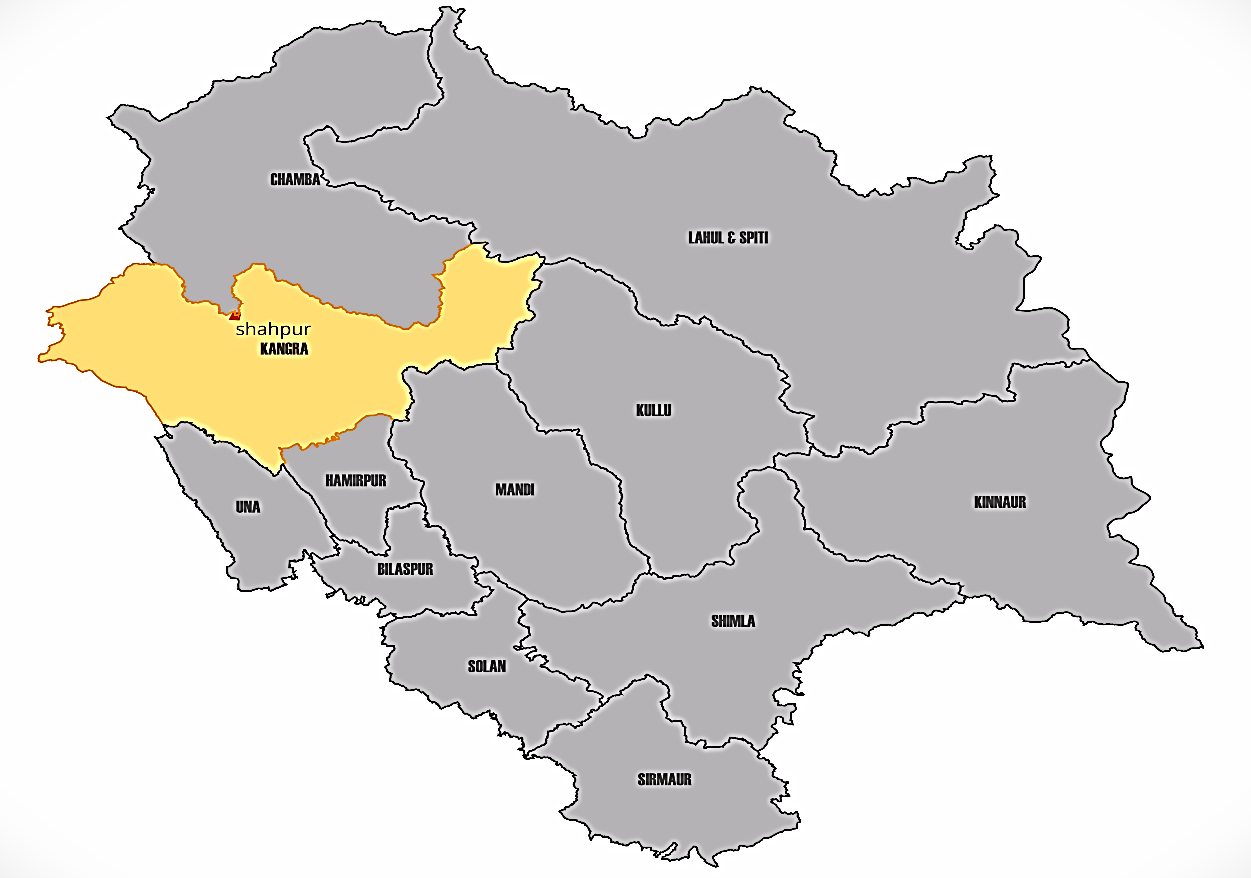 CHAMBA
LAHUL & SPITI
shahpur
KANGRA
KULLU
HAMIRPUR
MANDI
KINNAUR
UNA
BILASPUR
SHIMLA
SOLAN
SIRMAUR